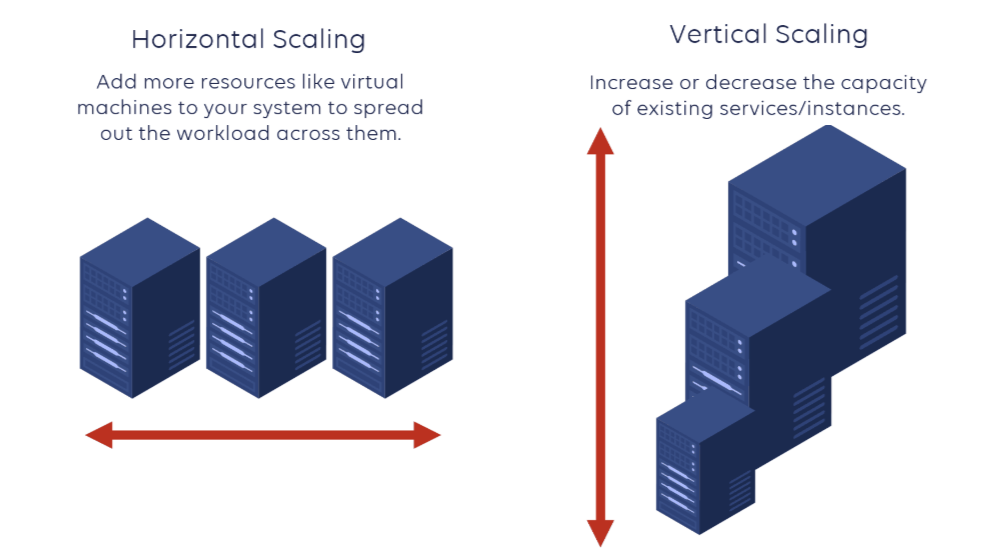 Horizontal Scaling
Add more resources like virtual
machines to your system to spread
out the workload across them.
Vertical Scaling
Increase or decrease the capacity
of existing services/instances.